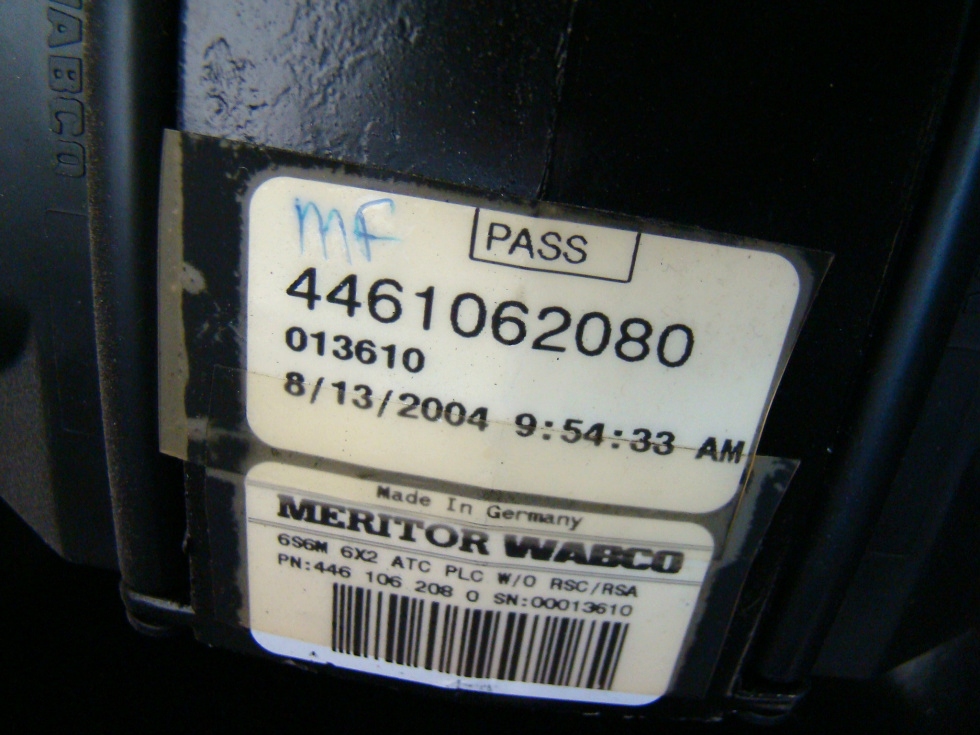 WABCO
MF
PASS
4461062080
013610
8/13/2004 9:54:33 AM
Made In Germany
MERITOR WABCO
6S6M 6X2 ATC PLC W/O RSC/RSA
PN:446 106 208 0 SN:00013610